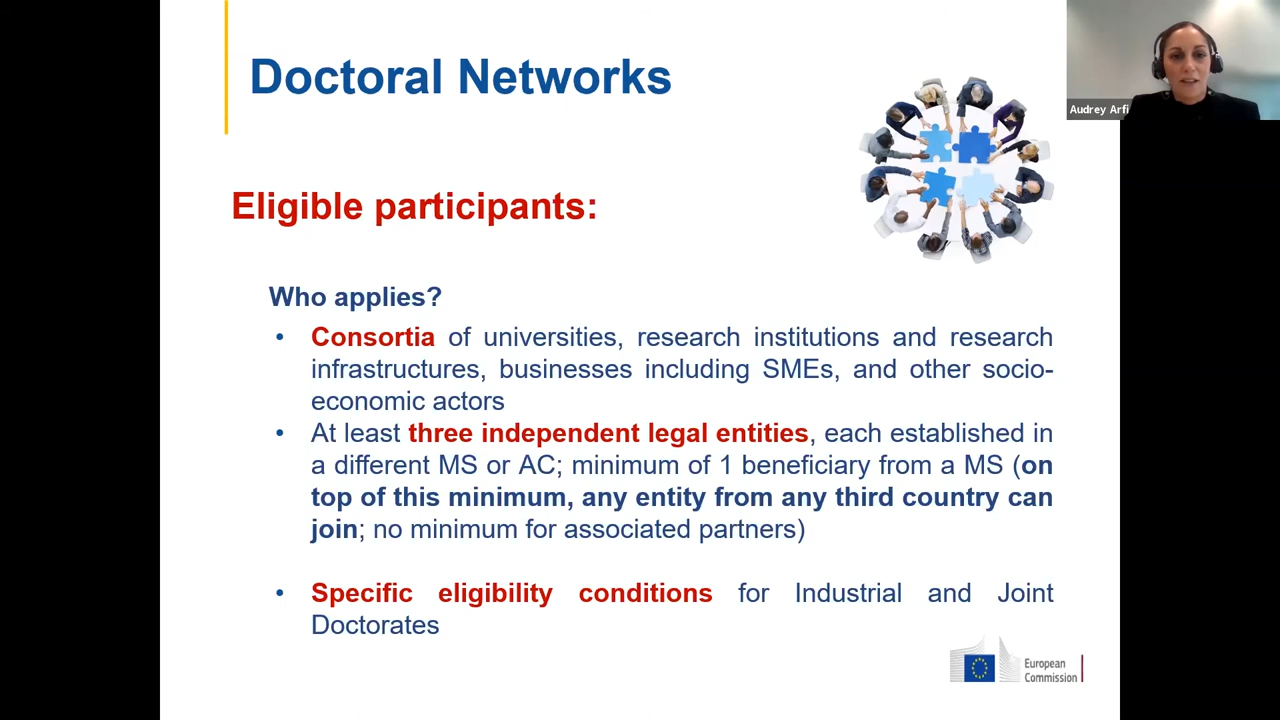 Doctoral Networks
Audrey Arfi
Eligible participants:
Who applies?
• Consortia of universities, research institutions and research
infrastructures, businesses including SMEs, and other socio-
economic actors
• At least three independent legal entities, each established in
a different MS or AC; minimum of 1 beneficiary from a MS (on
top of this minimum, any entity from any third country can
join; no minimum for associated partners)
• Specific eligibility conditions for Industrial and Joint
Doctorates
European
Commission